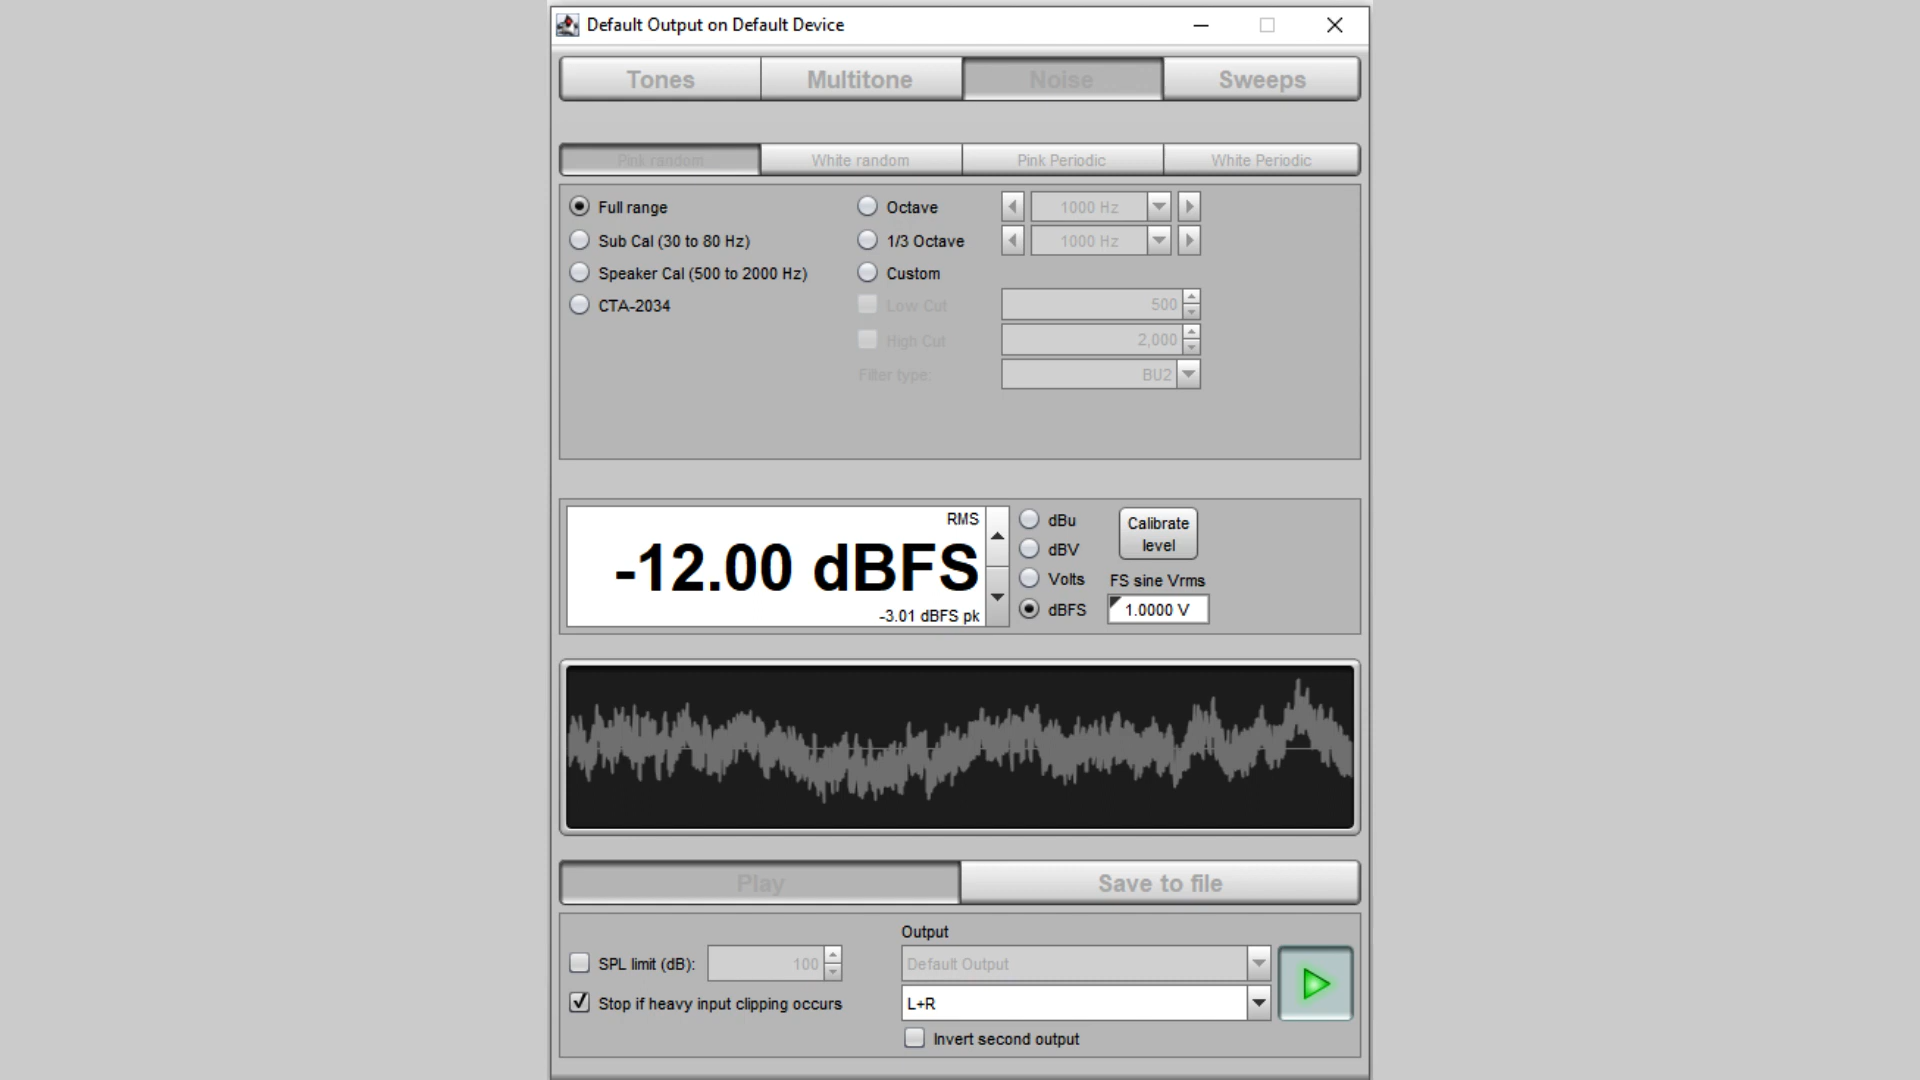 Default Output on Default Device
Tones Multitone Noise Sweeps
Pink random White random Pink Periodic White Periodic
Full range Octave 1000 Hz
Sub Cal (30 to 80 Hz) 1/3 Octave 1000 Hz
Speaker Cal (500 to 2000 Hz) Custom
CTA-2034 Low Cut 500
High Cut 2,000
Filter type: BU2
RMS
-12.00 dBFS
-3.01 dBFS pk
dBu
dBV
Volts
dBFS
Calibrate
level
FS sine Vrms
1.0000 V
Play Save to file
Output
SPL limit (dB): 100 Default Output
Stop if heavy input clipping occurs L+R
Invert second output